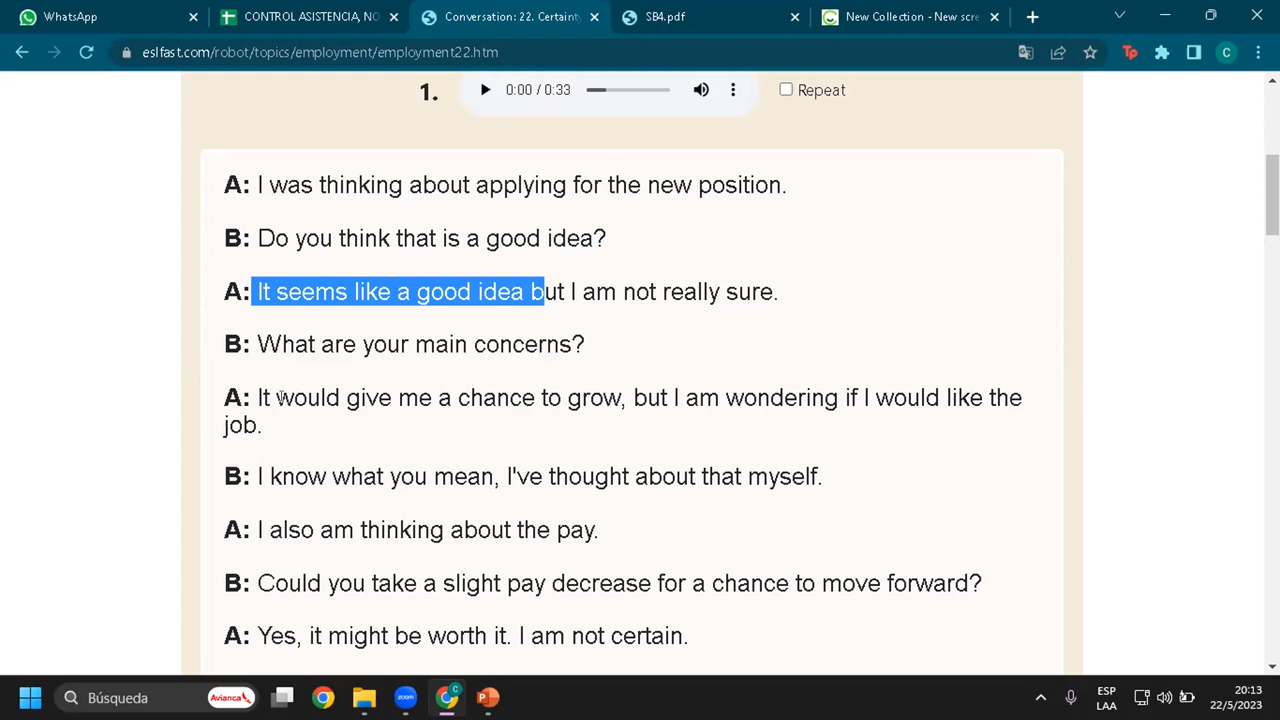 WhatsApp
CONTROL ASISTENCIA, NO
Conversation: 22. Certaint
SB4.pdf
New Collection - New scre
eslfast.com/robot/topics/employment/employment22.htm
1.
0:00 / 0:33
Repeat
A: I was thinking about applying for the new position.
B: Do you think that is a good idea?
A: It seems like a good idea but I am not really sure.
B: What are your main concerns?
A: It would give me a chance to grow, but I am wondering if I would like the
job.
B: I know what you mean, I've thought about that myself.
A: I also am thinking about the pay.
B: Could you take a slight pay decrease for a chance to move forward?
A: Yes, it might be worth it. I am not certain.
Búsqueda
Avianca
zoom
ESP
LAA
20:13
22/5/2023